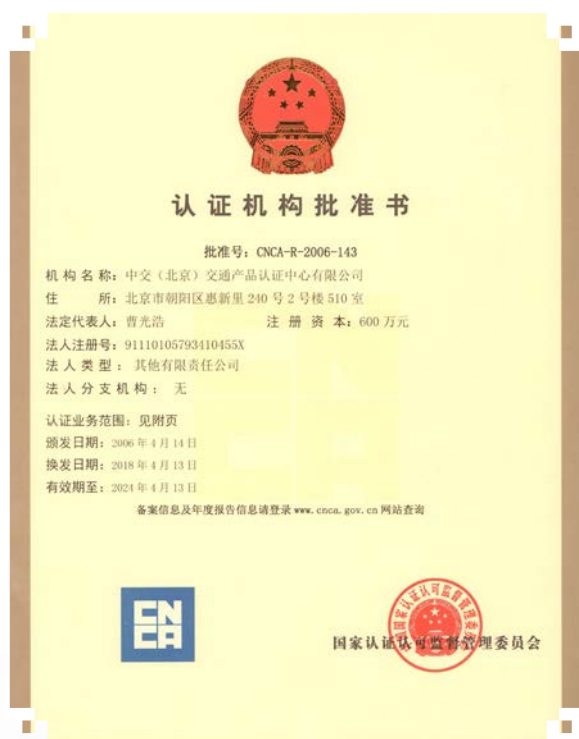 认证机构批准书
批准号：CNCA-R-2006-143
机构名称：中交（北京）交通产品认证中心有限公司
住 所：北京市朝阳区惠新里240号2号楼510室
法定代表人：曹光浩 注册资本：600万元
法人注册号：91110105793410455X
法人类型：其他有限责任公司
法人分支机构：无
认证业务范围：见附页
颁发日期：2006年4月14日
换发日期：2018年4月13日
有效期至：2024年4月13日
备案信息及年度报告信息请登录www.cnca.gov.cn网站查询
CN
CA
国家认证认可监督管理委员会